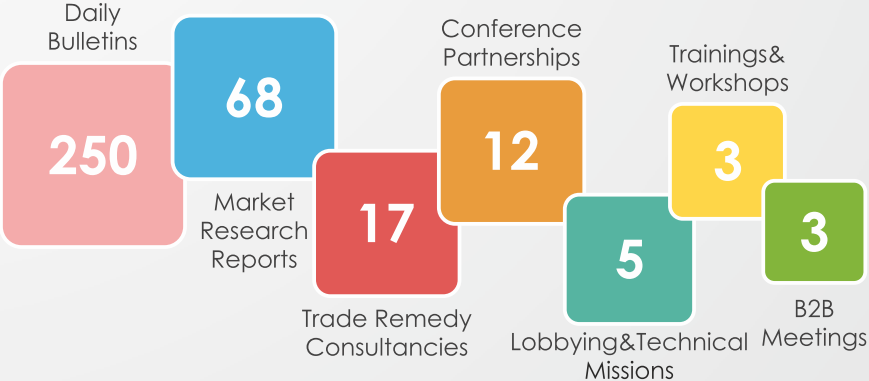 Daily
Bulletins
250
68
Market
Research
Reports
17
Trade Remedy
Consultancies
Conference
Partnerships
12
5
Lobbying&Technical
Missions
Trainings&
Workshops
3
3
B2B
Meetings